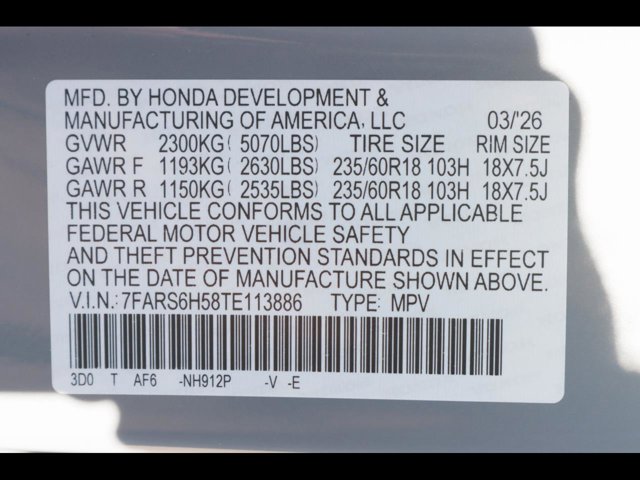 MFD. BY HONDA DEVELOPMENT &
MANUFACTURING OF AMERICA, LLC 03/'26
GVWR 2300KG( 5070LBS) TIRE SIZE RIM SIZE
GAWR F 1193KG( 2630LBS) 235/60R18 103H 18X7.5J
GAWR R 1150KG( 2535LBS) 235/60R18 103H 18X7.5J
THIS VEHICLE CONFORMS TO ALL APPLICABLE
FEDERAL MOTOR VEHICLE SAFETY
AND THEFT PREVENTION STANDARDS IN EFFECT
ON THE DATE OF MANUFACTURE SHOWN ABOVE.
V.I.N.:7FARS6H58TE113886 TYPE: MPV
3D0 T AF6 -NH912P -V -E